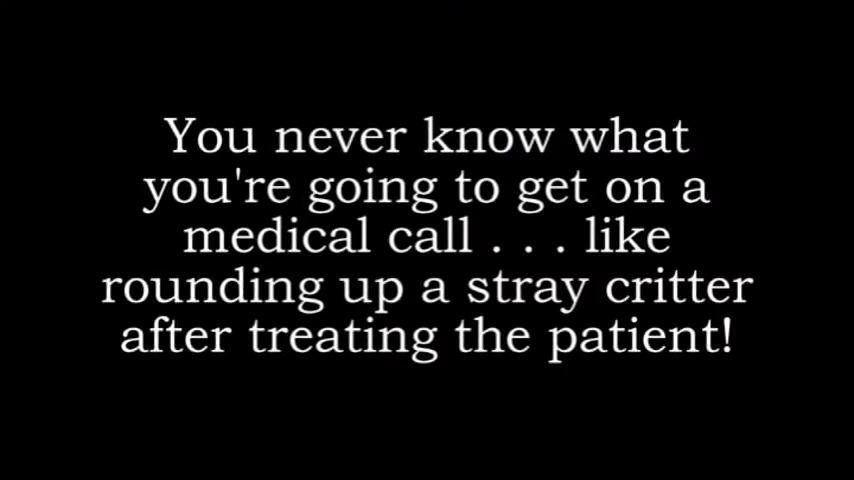 You never know what
you're going to get on a
medical call . . . like
rounding up a stray critter
after treating the patient!